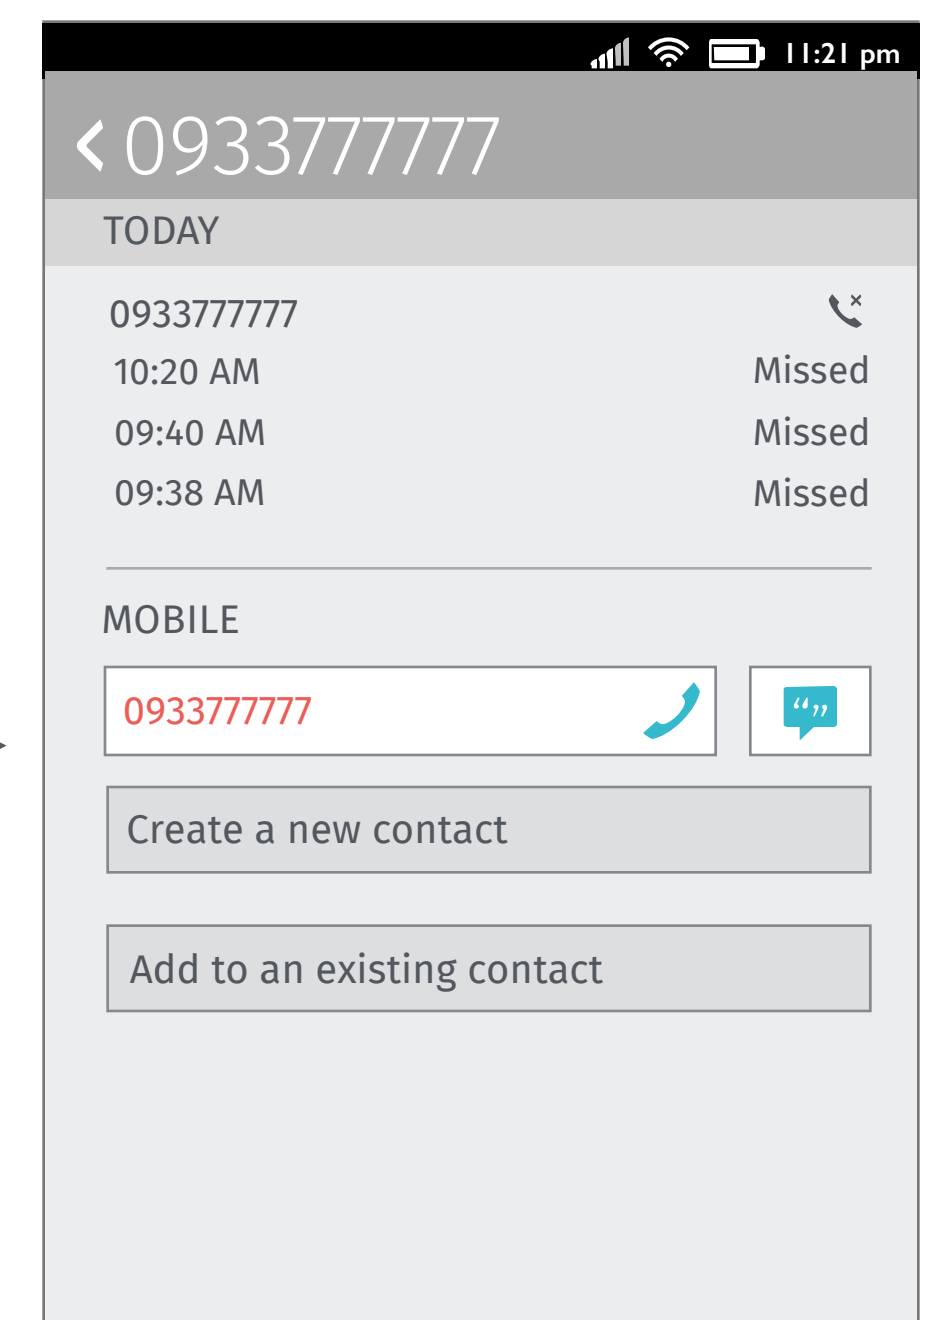 11:21 pm
0933777777
TODAY
0933777777
10:20 AM Missed
09:40 AM Missed
09:38 AM Missed
MOBILE
0933777777 “”
Create a new contact
Add to an existing contact